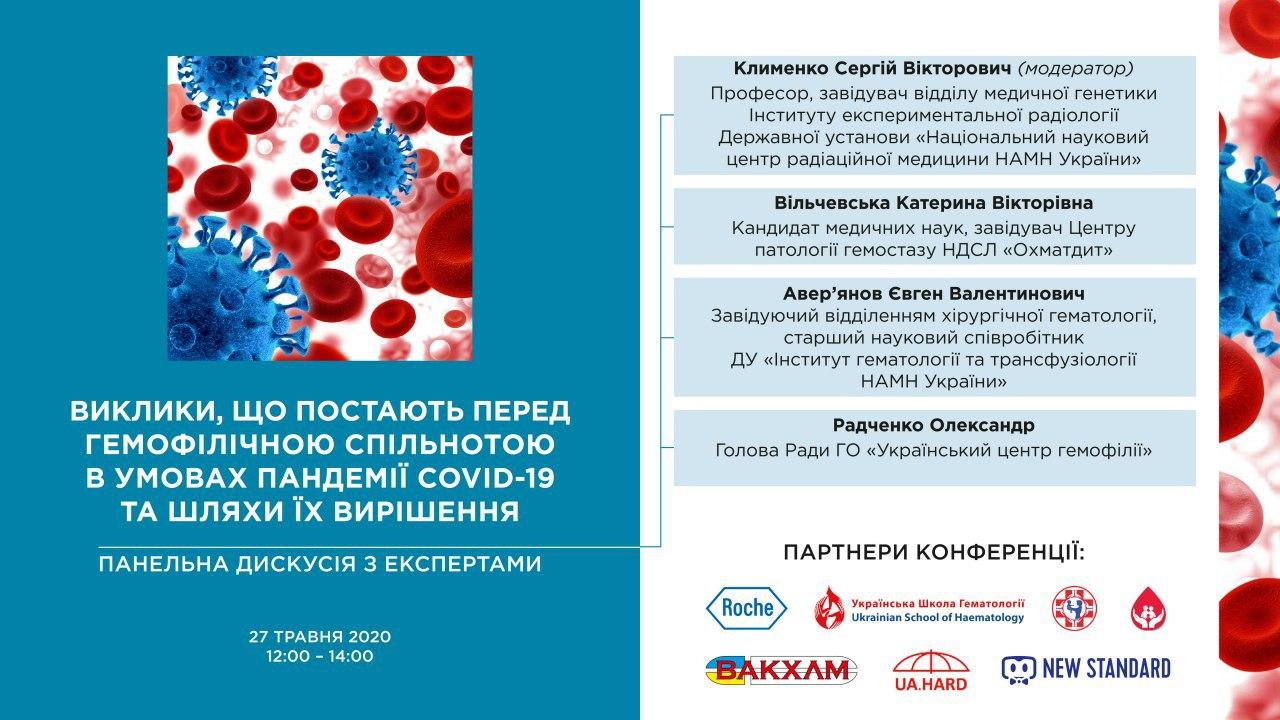 ВИКЛИКИ, ЩО ПОСТАЮТЬ ПЕРЕД
ГЕМОФІЛІЧНОЮ СПІЛЬНОТОЮ
В УМОВАХ ПАНДЕМІЇ COVID-19
ТА ШЛЯХИ ЇХ ВИРІШЕННЯ
ПАНЕЛЬНА ДИСКУСІЯ З ЕКСПЕРТАМИ
27 ТРАВНЯ 2020
12:00 – 14:00
Клименко Сергій Вікторович (модератор)
Професор, завідувач відділу медичної генетики
Інституту експериментальної радіології
Державної установи «Національний науковий
центр радіаційної медицини НАМН України»
Вільчевська Катерина Вікторівна
Кандидат медичних наук, завідувач Центру
патології гемостазу НДСЛ «Охматдит»
Авер’янов Євген Валентинович
Завідуючий відділенням хірургічної гематології,
старший науковий співробітник
ДУ «Інститут гематології та трансфузіології
НАМН України»
Радченко Олександр
Голова Ради ГО «Український центр гемофілії»
ПАРТНЕРИ КОНФЕРЕНЦІЇ:
Roche
Українська Школа Гематології
Ukrainian School of Haematology
ВАКХЛМ
UA.HARD
NEW STANDARD